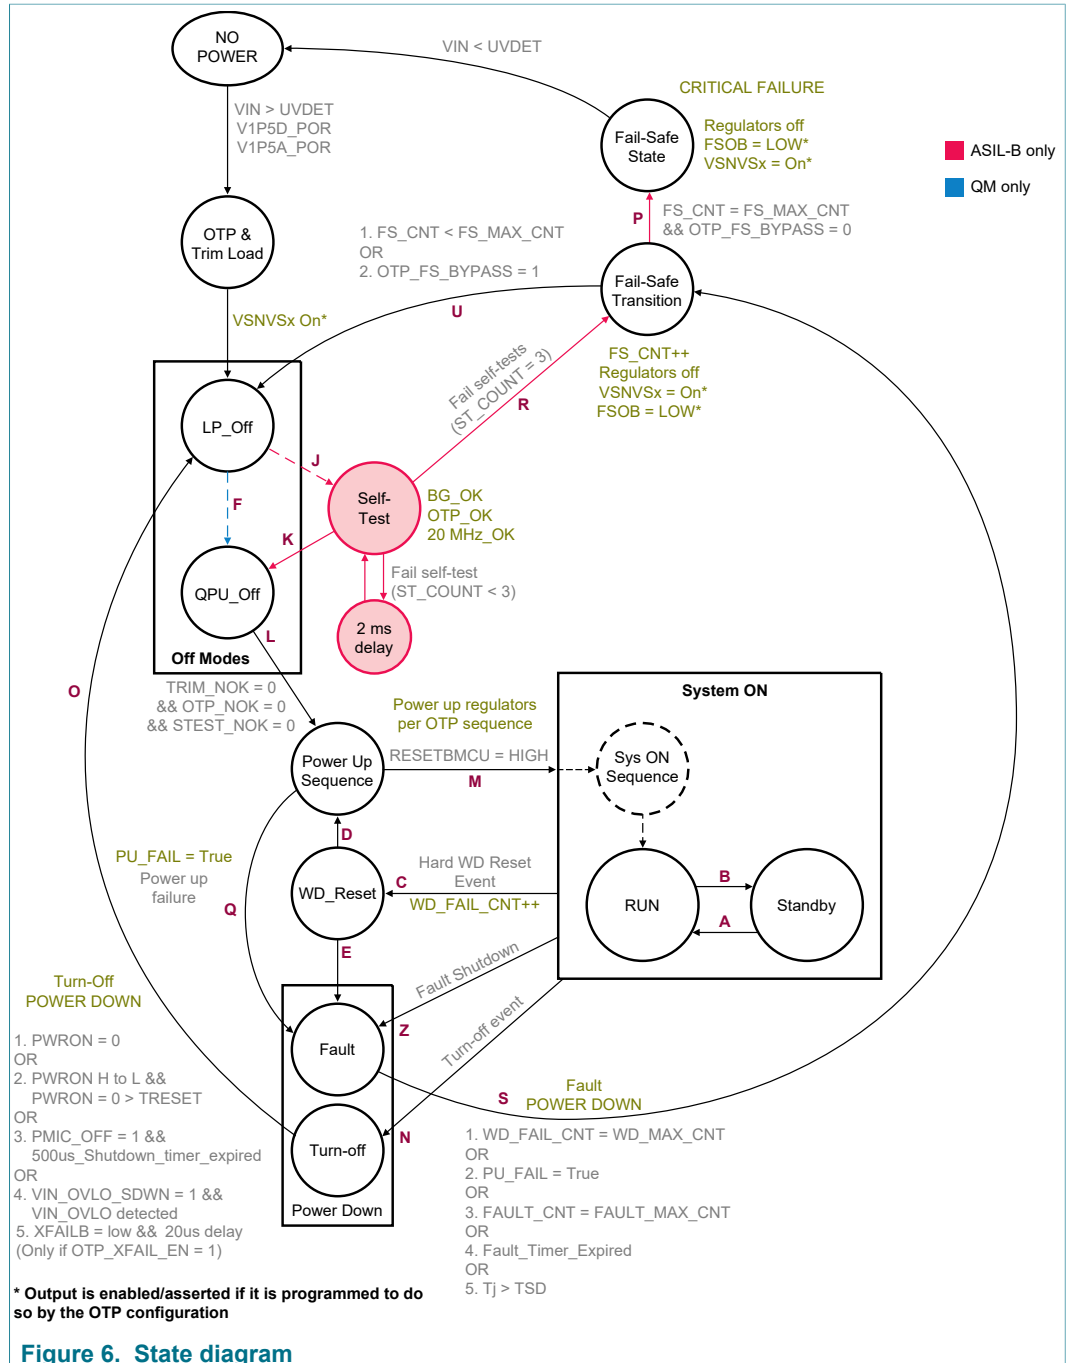 NO
POWER
VIN < UVDET
VIN > UVDET
V1P5D_POR
V1P5A_POR
CRITICAL FAILURE
Regulators off
FSOB = LOW*
VSNVSx = On*
Fail-Safe
State
ASIL-B only
QM only
P
FS_CNT = FS_MAX_CNT
&& OTP_FS_BYPASS = 0
OTP &
Trim Load
1. FS_CNT < FS_MAX_CNT
OR
2. OTP_FS_BYPASS = 1
Fail-Safe
Transition
U
VSNVSx On*
FS_CNT++
Regulators off
VSNVSx = On*
FSOB = LOW*
Fail self-tests
(ST_COUNT = 3)
R
LP_Off
J
F
Self-
Test
BG_OK
OTP_OK
20 MHz_OK
K
Fail self-test
(ST_COUNT < 3)
QPU_Off
L
2 ms
delay
Off Modes
O
TRIM_NOK = 0
&& OTP_NOK = 0
&& STEST_NOK = 0
Power up regulators
per OTP sequence
System ON
Power Up
Sequence
RESETBMCU = HIGH
M
Sys ON
Sequence
D
PU_FAIL = True
Power up
failure
Q
WD_Reset
C
Hard WD Reset
Event
WD_FAIL_CNT++
RUN
B
A
Standby
E
Fault Shutdown
Z
Turn-off event
Turn-Off
POWER DOWN
Fault
S
Fault
POWER DOWN
N
Turn-off
Power Down
1. PWRON = 0
OR
2. PWRON H to L &&
PWRON = 0 > TRESET
OR
3. PMIC_OFF = 1 &&
500us_Shutdown_timer_expired
OR
4. VIN_OVLO_SDWN = 1 &&
VIN_OVLO detected
5. XFAILB = low && 20us delay
(Only if OTP_XFAIL_EN = 1)
1. WD_FAIL_CNT = WD_MAX_CNT
OR
2. PU_FAIL = True
OR
3. FAULT_CNT = FAULT_MAX_CNT
OR
4. Fault_Timer_Expired
OR
5. Tj > TSD
* Output is enabled/asserted if it is programmed to do
so by the OTP configuration
Figure 6. State diagram